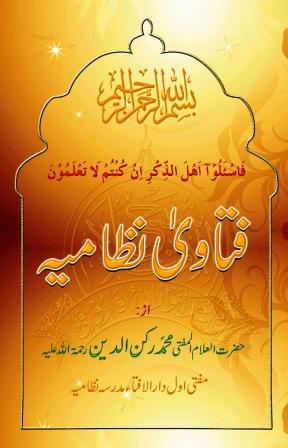 بسم الله الرحمن الرحیم
فَاسْئَلُوْۤا اَهْلَ الذِّکْرِ اِنْ کُنْتُمْ لَا تَعْلَمُوْنَ
فتاویٰ نظامیہ
از:
حضرت العلام المفتی محمد رکن الدین رحمۃ اللہ علیہ
مفتی اول دارالافتاء مدرسہ نظامیہ